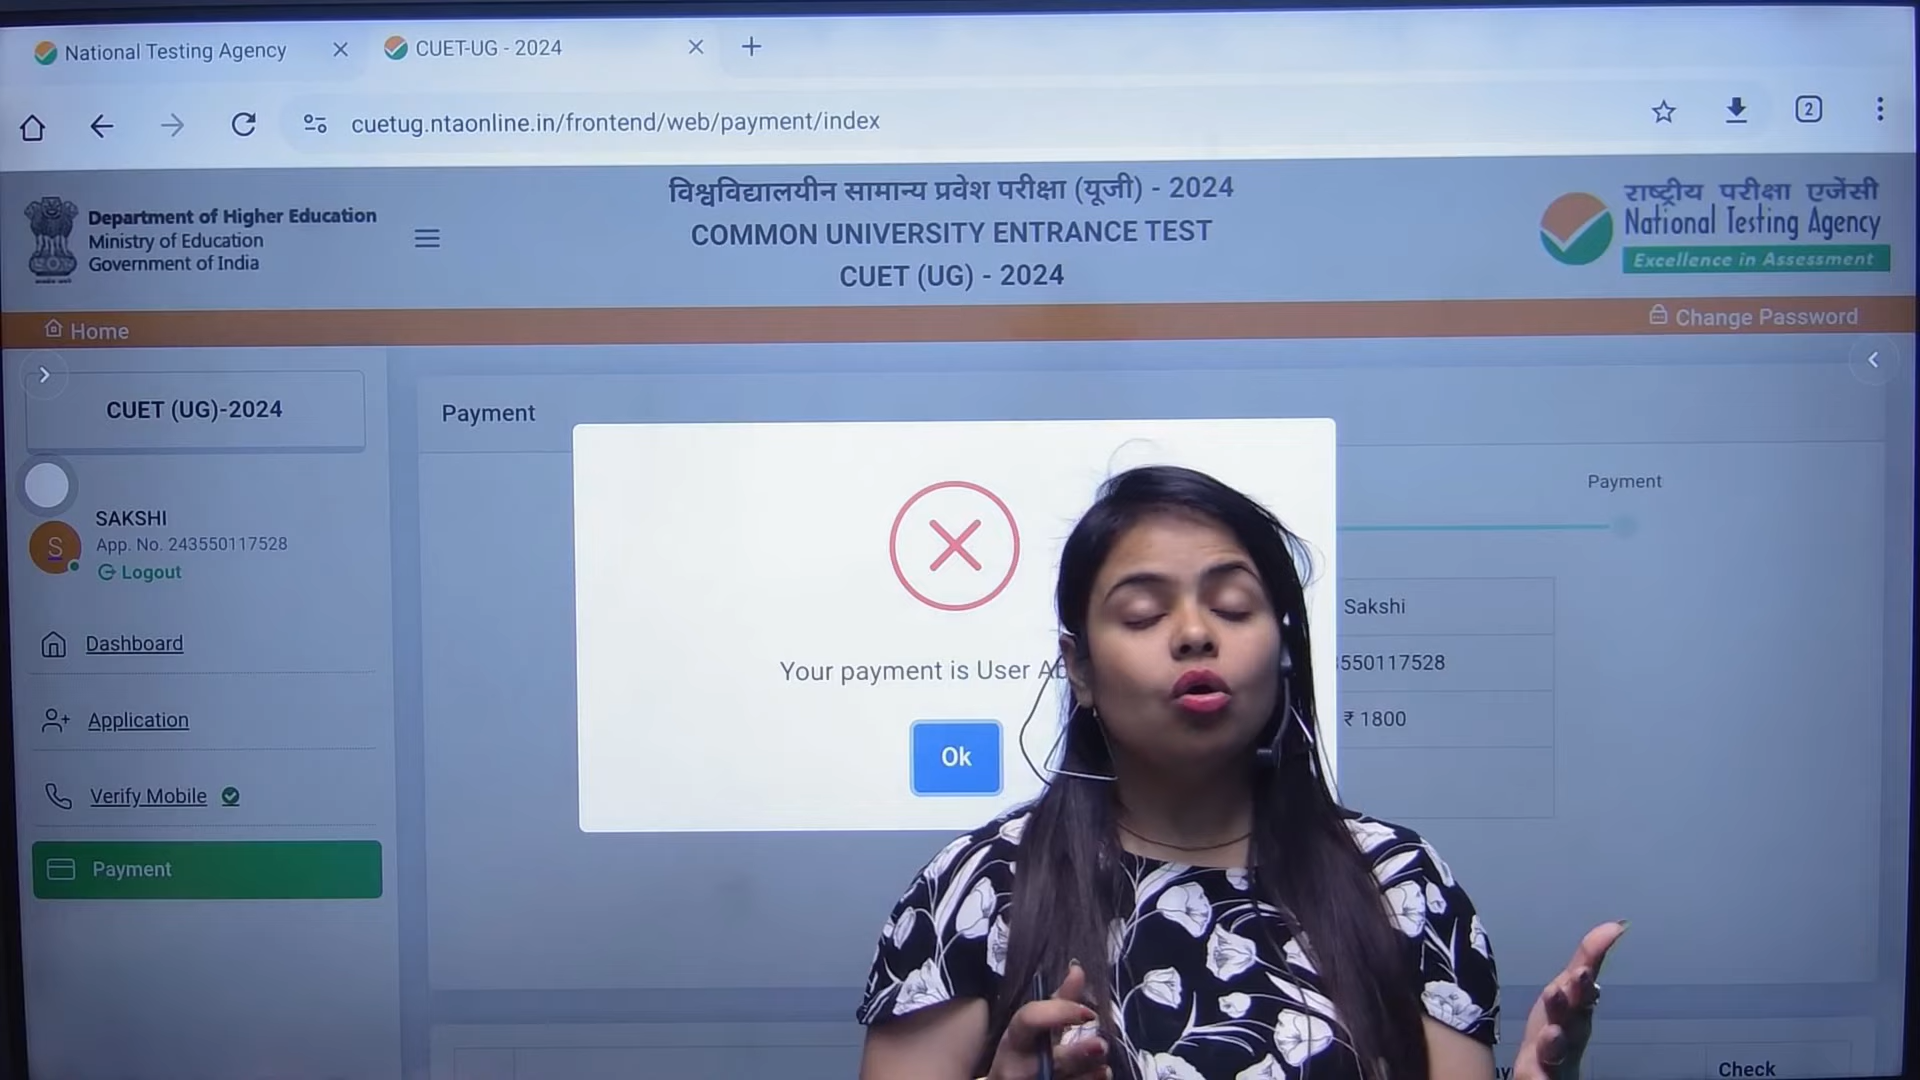 National Testing Agency
CUET-UG - 2024
cuetug.ntaonline.in/frontend/web/payment/index
2
Department of Higher Education
Ministry of Education
Government of India
विश्वविद्यालयीन सामान्य प्रवेश परीक्षा (यूजी) - 2024
COMMON UNIVERSITY ENTRANCE TEST
CUET (UG) - 2024
राष्ट्रीय परीक्षा एजेंसी
National Testing Agency
Excellence in Assessment
Home
Change Password
CUET (UG)-2024
S
SAKSHI
App. No. 243550117528
Logout
Dashboard
Application
Verify Mobile
Payment
Payment
Payment
Your payment is User
Ok
Sakshi
550117528
₹ 1800
Check